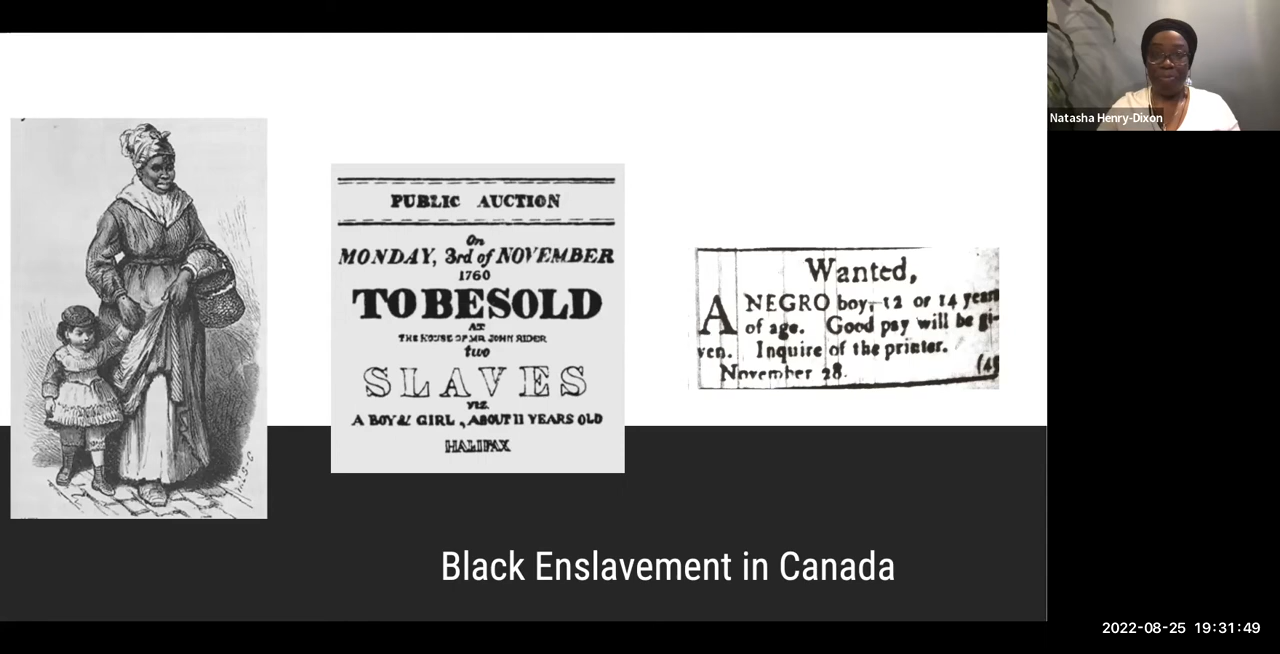 PUBLIC AUCTION
On
MONDAY, 3rd of NOVEMBER
1760
TO BE SOLD
AT
THE HOUSE OF MR JOHN RIDER
two
SLAVES
VIZ.
A BOY & GIRL, ABOUT 11 YEARS OLD
HALIFAX
Wanted,
A NEGRO boy, 12 or 14 years
of age. Good pay will be gi-
ven. Inquire of the printer.
November 28.
Black Enslavement in Canada
Natasha Henry-Dixon
2022-08-25 19:31:49